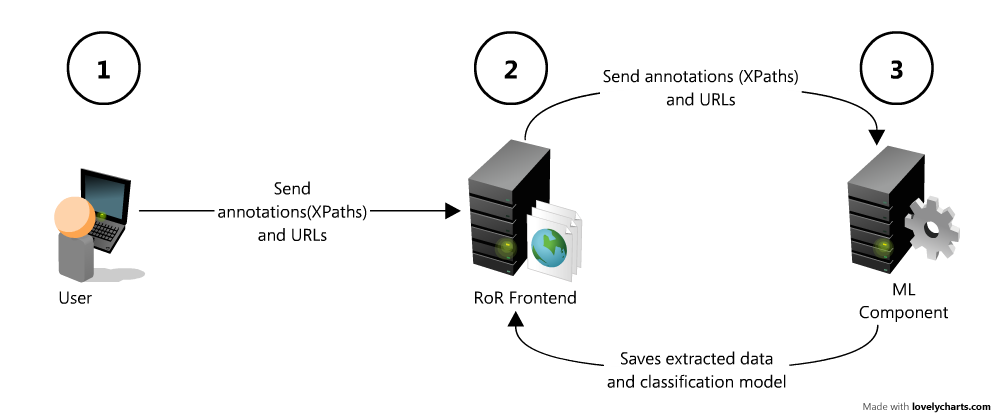 1
2
3
Send annotations (XPaths)
and URLs
Send
annotations(XPaths)
and URLs
User
RoR Frontend
ML
Component
Saves extracted data
and classification model
Made with lovelycharts.com